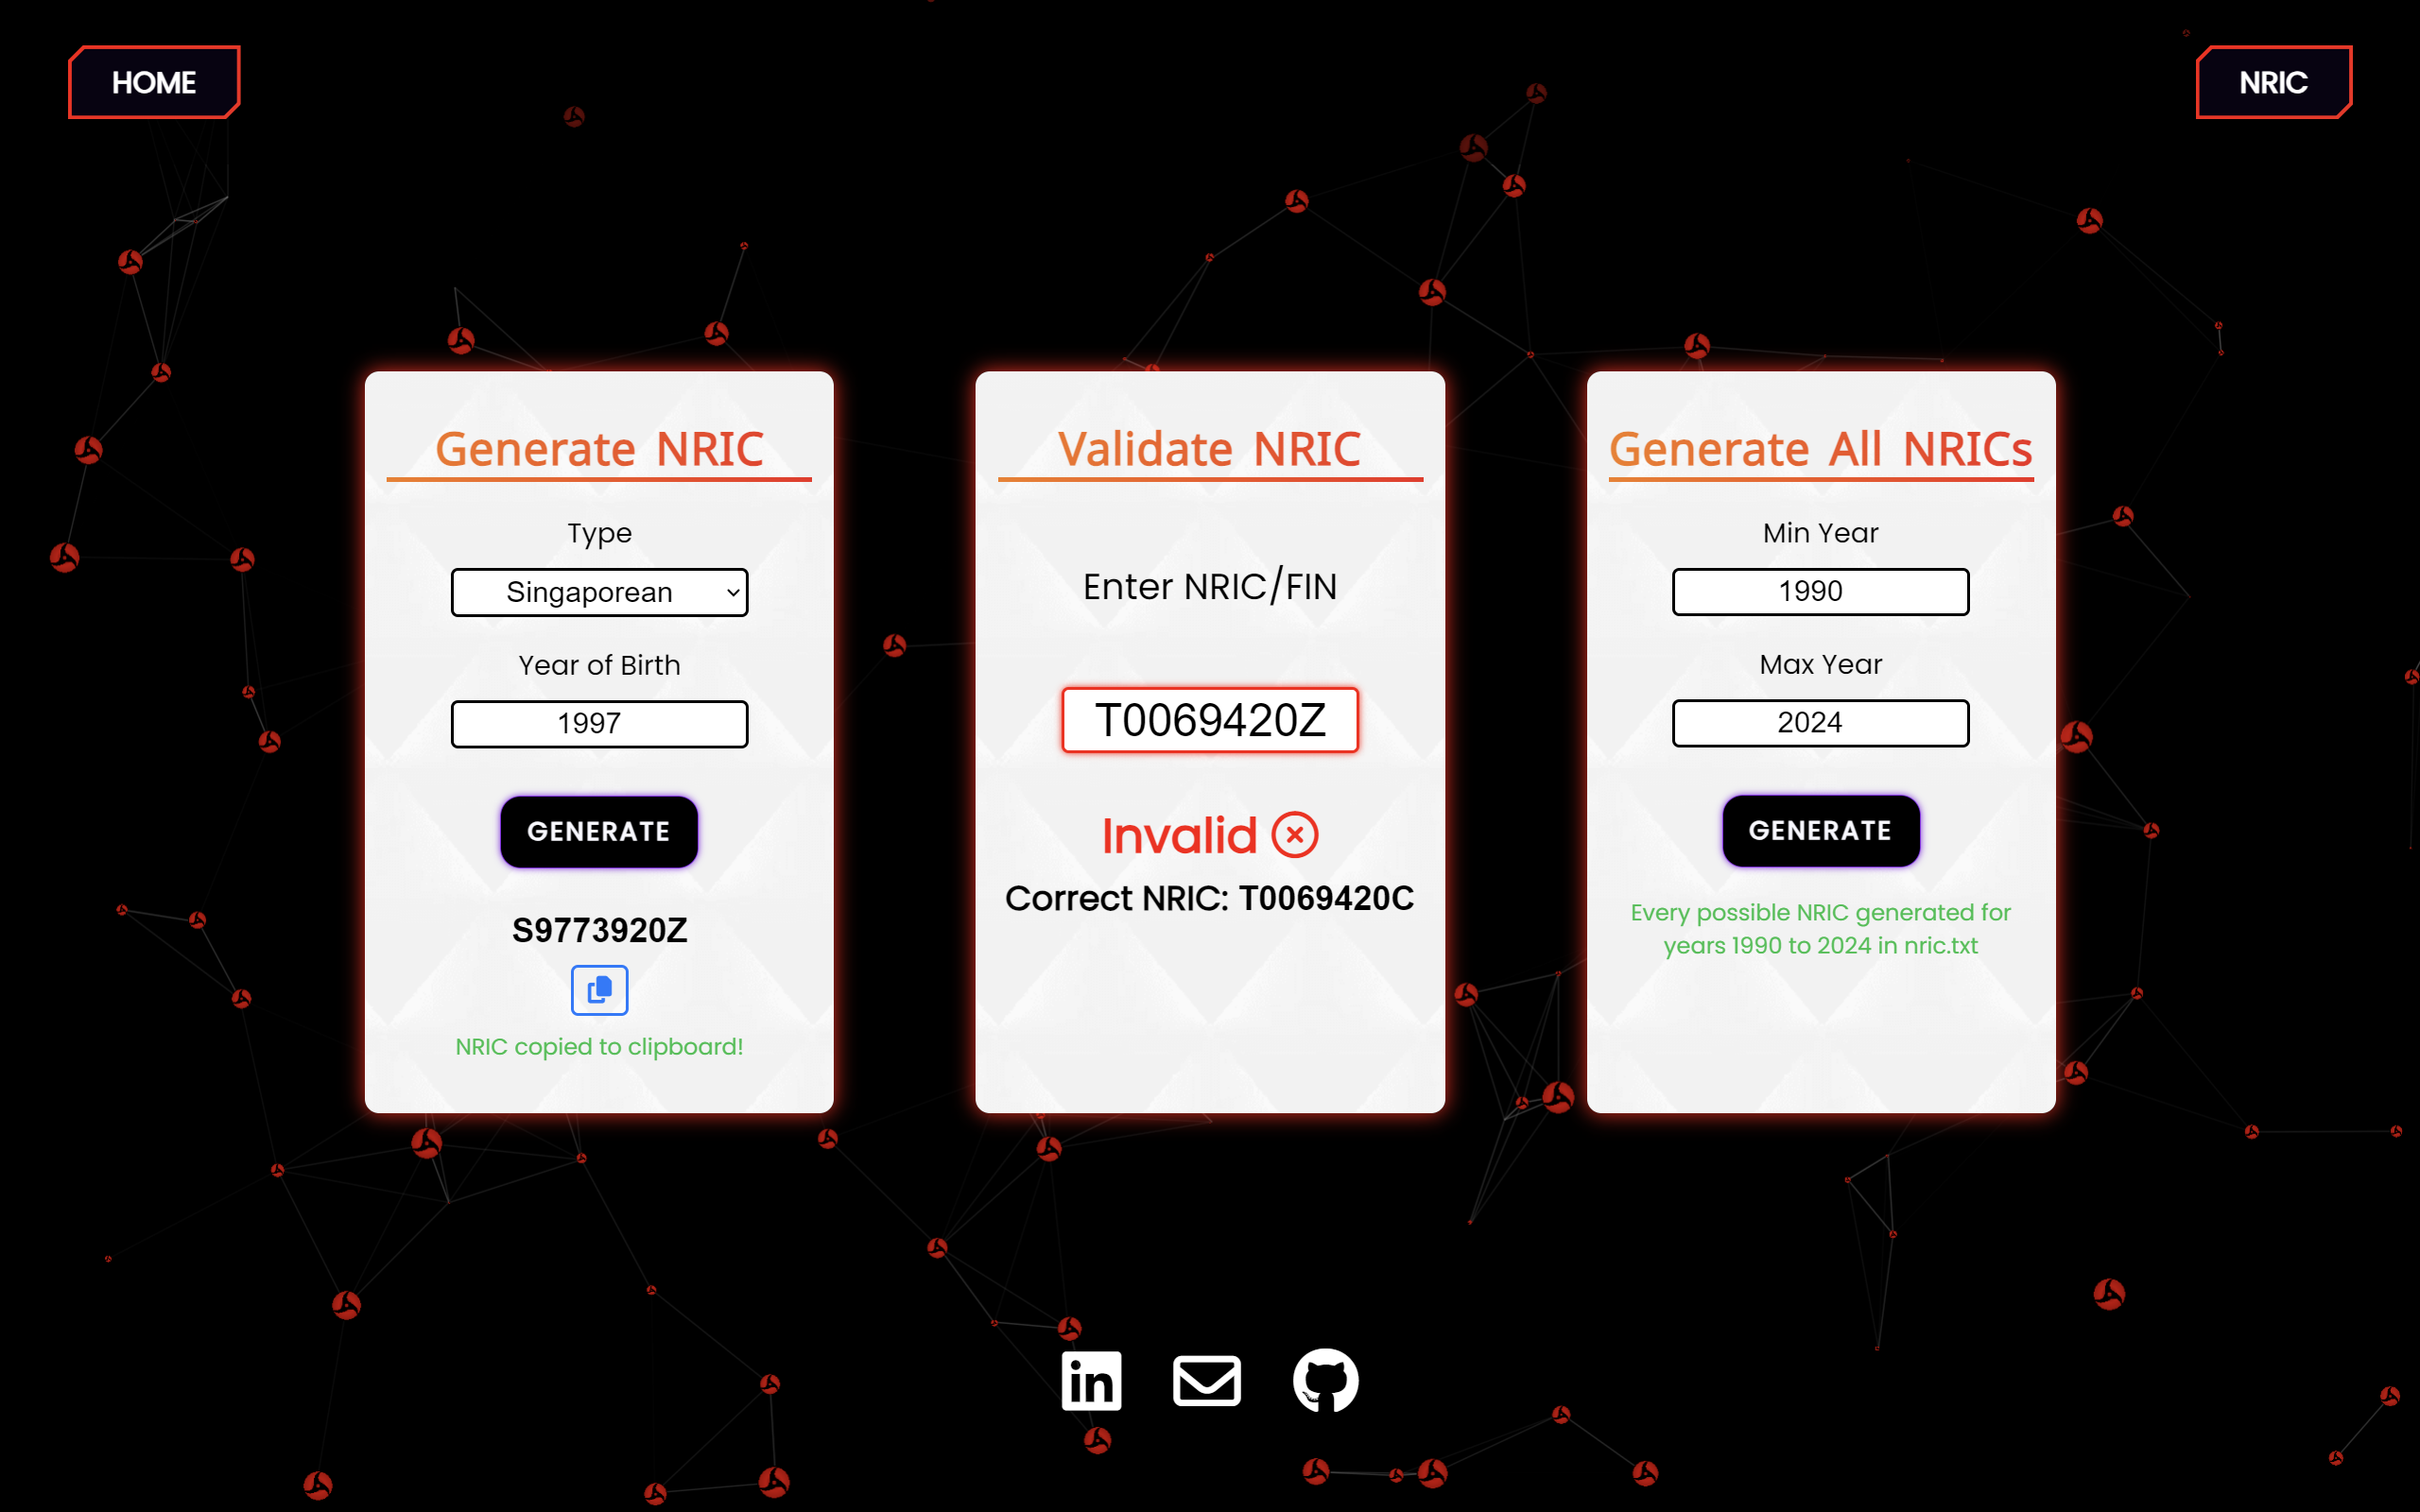 HOME
NRIC
Generate NRIC
Type
Singaporean
Year of Birth
1997
GENERATE
S9773920Z
NRIC copied to clipboard!
Validate NRIC
Enter NRIC/FIN
T0069420Z
Invalid
Correct NRIC: T0069420C
Generate All NRICs
Min Year
1990
Max Year
2024
GENERATE
Every possible NRIC generated for
years 1990 to 2024 in nric.txt
in